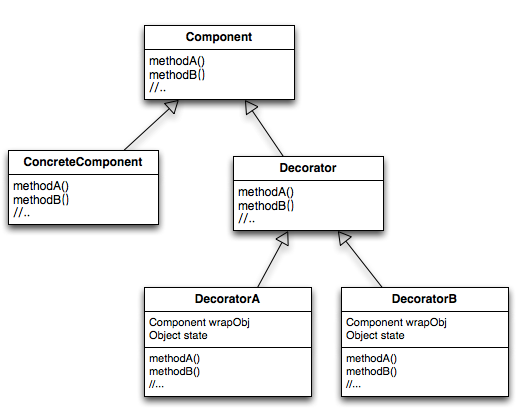 Component
methodA()
methodB()
//..
ConcreteComponent
methodA()
methodB()
//..
Decorator
methodA()
methodB()
//..
DecoratorA
Component wrapObj
Object state
methodA()
methodB()
//...
DecoratorB
Component wrapObj
Object state
methodA()
methodB()
//...